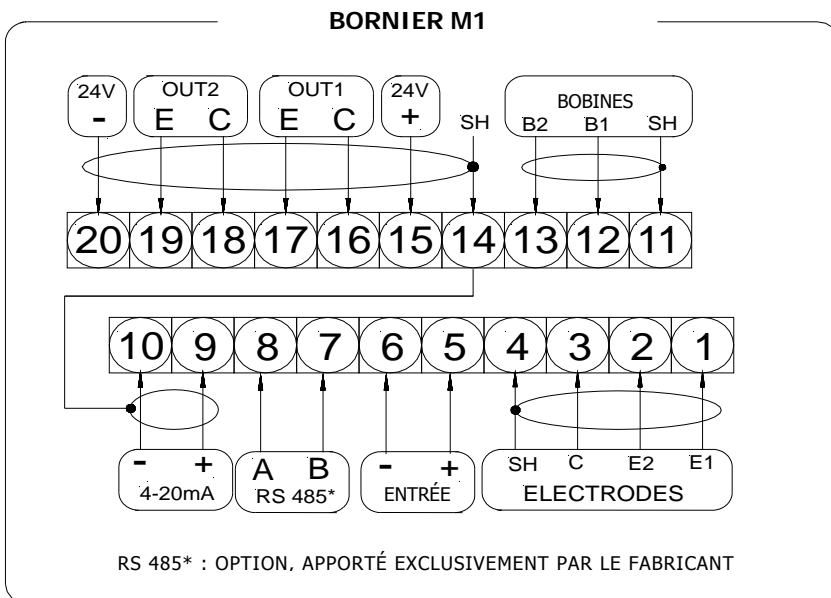 BORNIER M1
24V OUT2 OUT1 24V BOBINES
- E C E C + SH B2 B1 SH
20 19 18 17 16 15 14 13 12 11
10 9 8 7 6 5 4 3 2 1
- + A B - + SH C E2 E1
4-20mA RS 485* ENTRÉE ELECTRODES
RS 485* : OPTION, APPORTÉ EXCLUSIVEMENT PAR LE FABRICANT